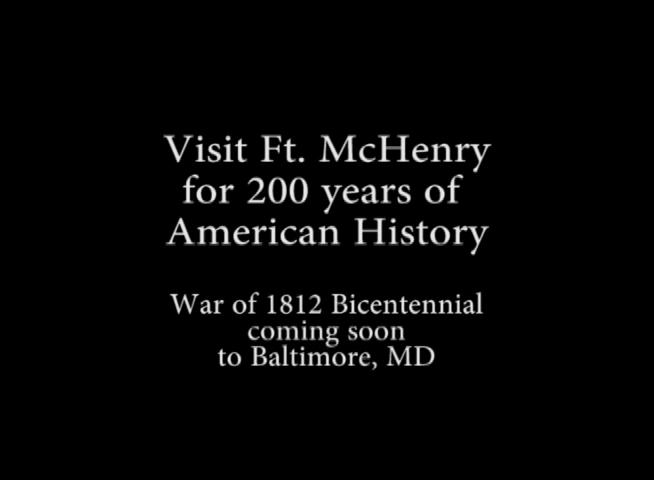 Visit Ft. McHenry
for 200 years of
American History
War of 1812 Bicentennial
coming soon
to Baltimore, MD